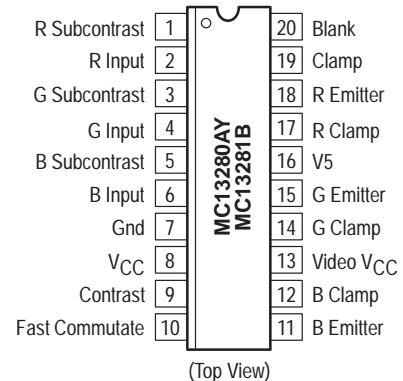 R Subcontrast 1 20 Blank
R Input 2 19 Clamp
G Subcontrast 3 18 R Emitter
G Input 4 17 R Clamp
B Subcontrast 5 16 V5
B Input 6 15 G Emitter
Gnd 7 14 G Clamp
VCC 8 13 Video VCC
Contrast 9 12 B Clamp
Fast Commutate 10 11 B Emitter
MC13280AY
MC13281B
(Top View)